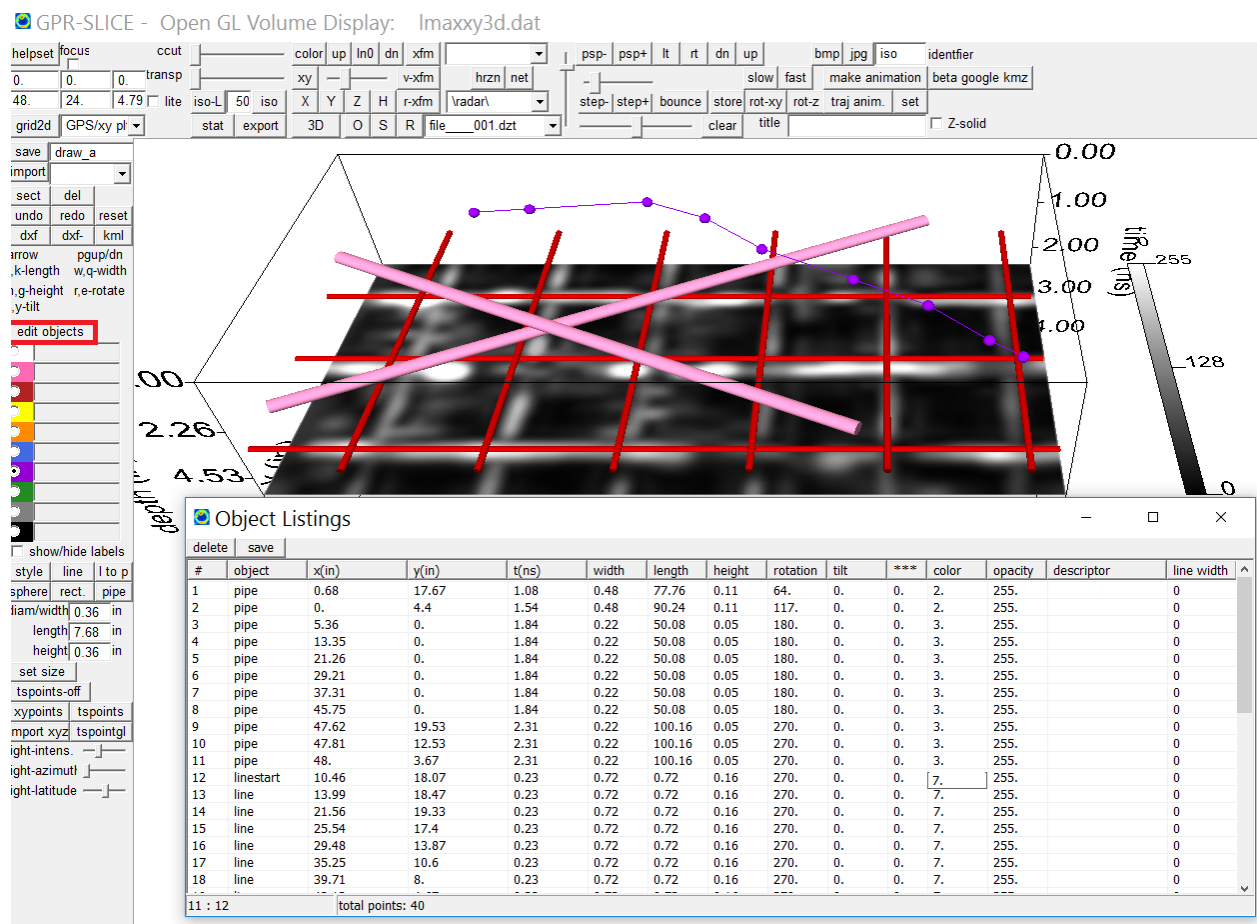 GPR-SLICE - Open GL Volume Display: lmaxxy3d.dat
helpset focus ccut color up ln0 dn xfm psp- psp+ lt rt dn up bmp jpg iso identfier
0. 0. 0. transp xy v-xfm hrzn net slow fast make animation beta google kmz
48. 24. 4.79 lite iso-L 50 iso X Y Z H r-xfm \radar\ step- step+ bounce store rot-xy rot-z traj anim. set
grid2d GPS/xy pl stat export 3D O S R file____001.dzt clear title Z-solid
save draw_a
import
sect del
undo redo reset
dxf dxf- kml
arrow pgup/dn
,k-length w,q-width
,g-height r,e-rotate
,y-tilt
edit objects
show/hide labels
style line l to p
sphere rect. pipe
diam/width 0.36 in
length 7.68 in
height 0.36 in
set size
tspoints-off
xypoints tspoints
mport xyz tspointgl
ight-intens.
ight-azimuth
ight-latitude
0.00
1.00
2.00
3.00
4.00
time (ns)
255
128
0
.00
2.26
4.53
depth
(in)
Object Listings
delete save
# object x(in) y(in) t(ns) width length height rotation tilt *** color opacity descriptor line width
1 pipe 0.68 17.67 1.08 0.48 77.76 0.11 64. 0. 0. 2. 255. 0
2 pipe 0. 4.4 1.54 0.48 90.24 0.11 117. 0. 0. 2. 255. 0
3 pipe 5.36 0. 1.84 0.22 50.08 0.05 180. 0. 0. 3. 255. 0
4 pipe 13.35 0. 1.84 0.22 50.08 0.05 180. 0. 0. 3. 255. 0
5 pipe 21.26 0. 1.84 0.22 50.08 0.05 180. 0. 0. 3. 255. 0
6 pipe 29.21 0. 1.84 0.22 50.08 0.05 180. 0. 0. 3. 255. 0
7 pipe 37.31 0. 1.84 0.22 50.08 0.05 180. 0. 0. 3. 255. 0
8 pipe 45.75 0. 1.84 0.22 50.08 0.05 180. 0. 0. 3. 255. 0
9 pipe 47.62 19.53 2.31 0.22 100.16 0.05 270. 0. 0. 3. 255. 0
10 pipe 47.81 12.53 2.31 0.22 100.16 0.05 270. 0. 0. 3. 255. 0
11 pipe 48. 3.67 2.31 0.22 100.16 0.05 270. 0. 0. 3. 255. 0
12 linestart 10.46 18.07 0.23 0.72 0.72 0.16 270. 0. 0. 7. 255. 0
13 line 13.99 18.47 0.23 0.72 0.72 0.16 270. 0. 0. 7. 255. 0
14 line 21.56 19.33 0.23 0.72 0.72 0.16 270. 0. 0. 7. 255. 0
15 line 25.54 17.4 0.23 0.72 0.72 0.16 270. 0. 0. 7. 255. 0
16 line 29.48 13.87 0.23 0.72 0.72 0.16 270. 0. 0. 7. 255. 0
17 line 35.25 10.6 0.23 0.72 0.72 0.16 270. 0. 0. 7. 255. 0
18 line 39.71 8. 0.23 0.72 0.72 0.16 270. 0. 0. 7. 255. 0
11 : 12 total points: 40